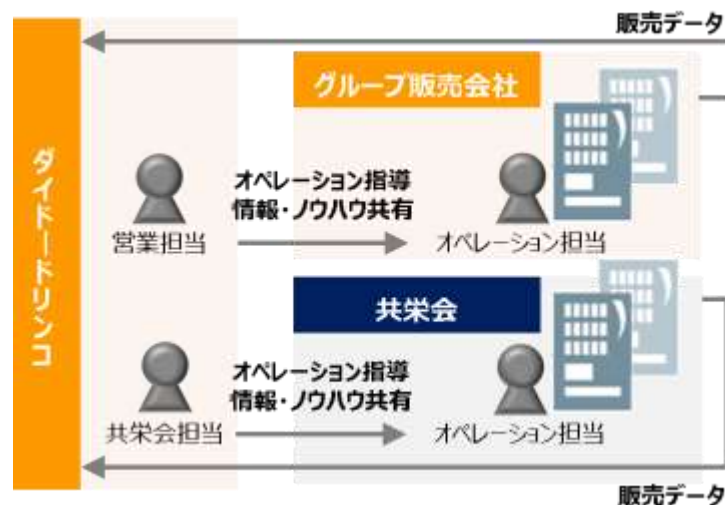 販売データ
グループ販売会社
ダイドードリンコ
オペレーション指導
情報・ノウハウ共有
営業担当
オペレーション担当
共栄会
オペレーション指導
情報・ノウハウ共有
共栄会担当
オペレーション担当
販売データ